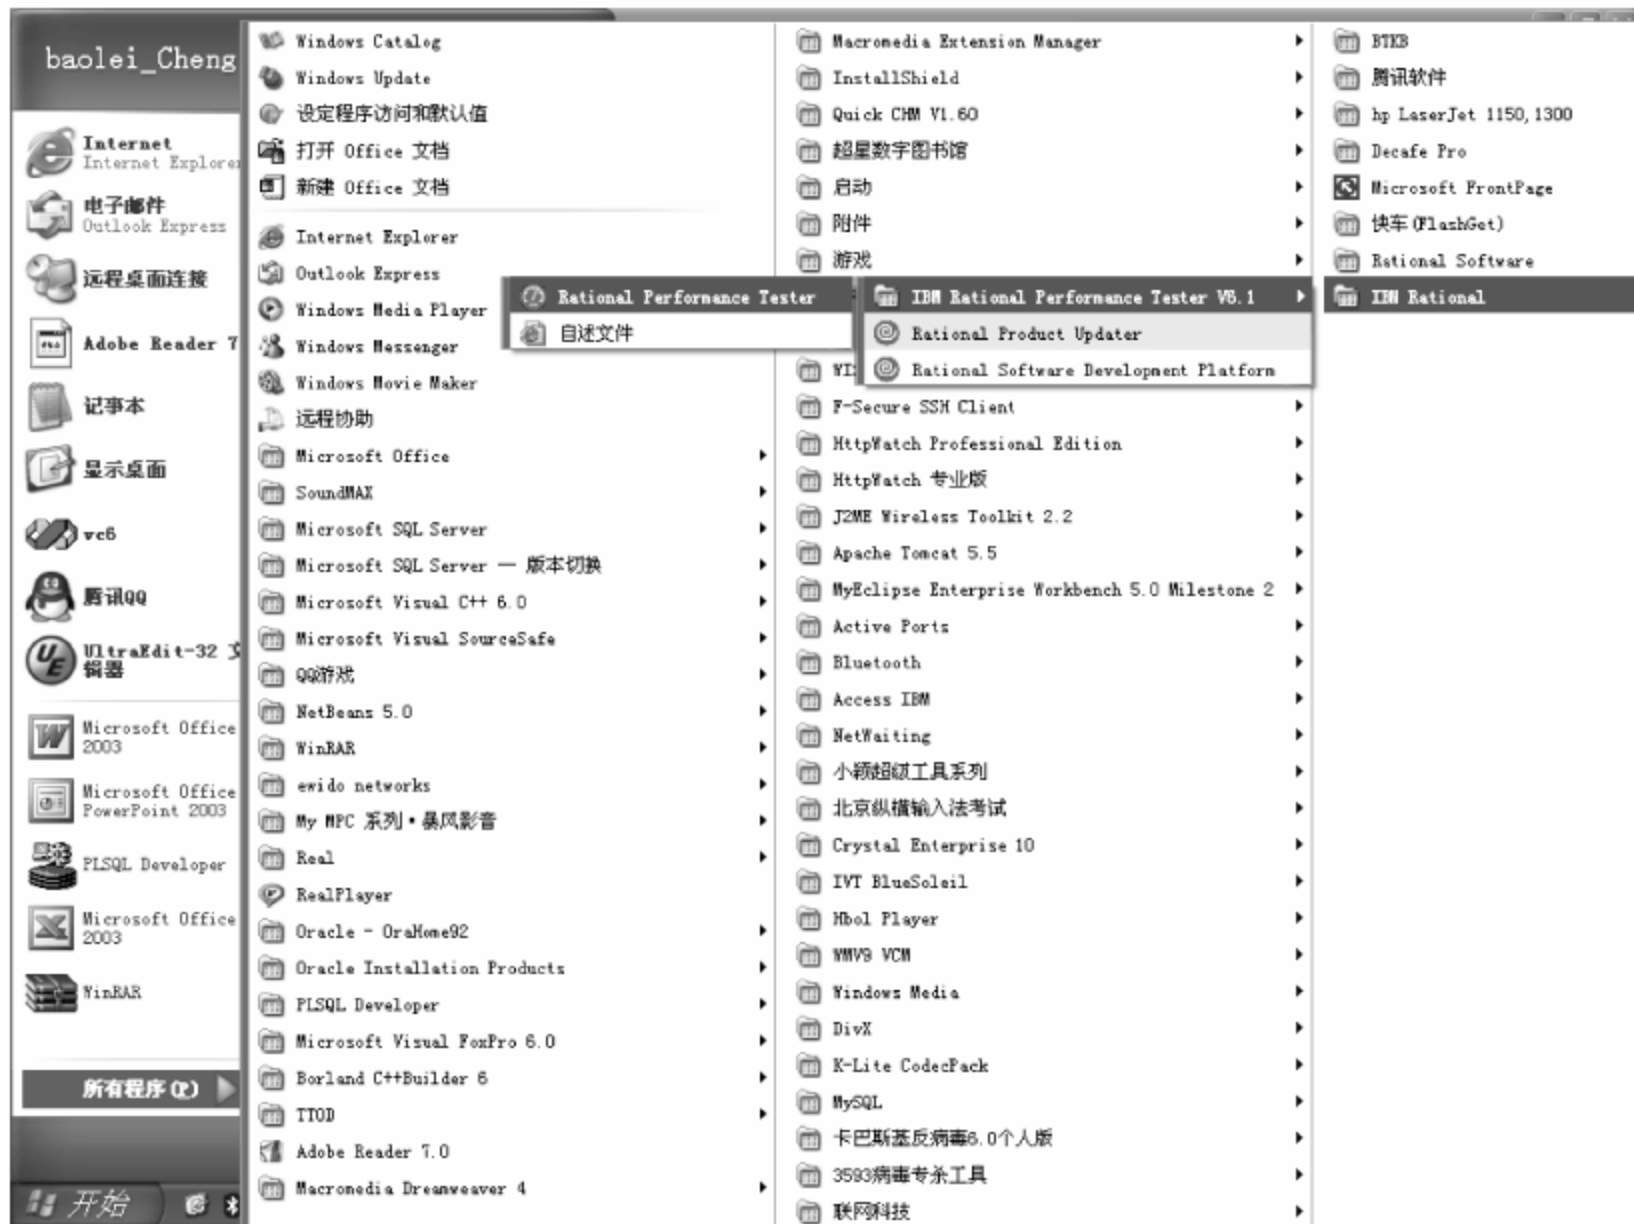 baolei_Cheng
Internet
Internet Explorer
电子邮件
Outlook Express
远程桌面连接
Adobe Reader 7
记事本
显示桌面
vc6
腾讯QQ
UltraEdit-32 文
辑器
Microsoft Office
2003
Microsoft Office
PowerPoint 2003
PLSQL Developer
Microsoft Office
2003
WinRAR
所有程序(P)
开始
Windows Catalog
Windows Update
设定程序访问和默认值
打开 Office 文档
新建 Office 文档
Internet Explorer
Outlook Express
Windows Media Player
Windows Messenger
Windows Movie Maker
远程协助
Microsoft Office
SoundMAX
Microsoft SQL Server
Microsoft SQL Server — 版本切换
Microsoft Visual C++ 6.0
Microsoft Visual SourceSafe
QQ游戏
NetBeans 5.0
WinRAR
ewido networks
My MPC 系列·暴风影音
Real
RealPlayer
Oracle - OraHome92
Oracle Installation Products
PLSQL Developer
Microsoft Visual FoxPro 6.0
Borland C++Builder 6
TTOD
Adobe Reader 7.0
Macromedia Dreamweaver 4
Rational Performance Tester
自述文件
Macromedia Extension Manager
InstallShield
Quick CHM V1.60
超星数字图书馆
启动
附件
游戏
IBM Rational Performance Tester V6.1
Rational Product Updater
Rational Software Development Platform
F-Secure SSH Client
HttpWatch Professional Edition
HttpWatch 专业版
J2ME Wireless Toolkit 2.2
Apache Tomcat 5.5
MyEclipse Enterprise Workbench 5.0 Milestone 2
Active Ports
Bluetooth
Access IBM
NetWaiting
小颖超级工具系列
北京纵横输入法考试
Crystal Enterprise 10
IVT BlueSoleil
Hbol Player
WMV9 VCM
Windows Media
DivX
K-Lite CodecPack
MySQL
卡巴斯基反病毒6.0个人版
3593病毒专杀工具
联网科技
BTKB
腾讯软件
hp LaserJet 1150,1300
Decafe Pro
Microsoft FrontPage
快车(FlashGet)
Rational Software
IBM Rational